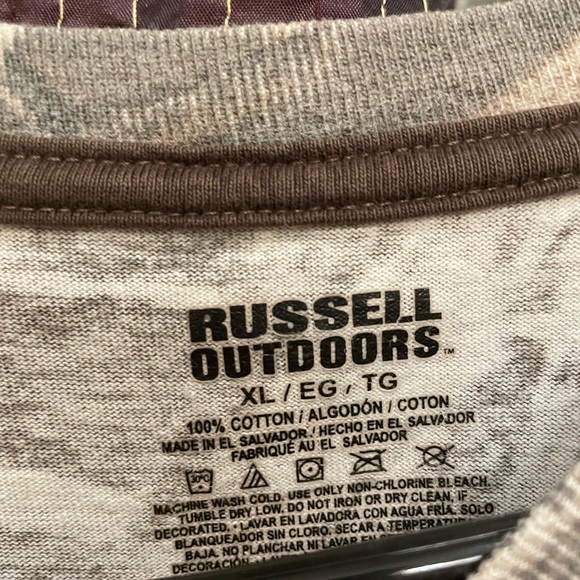 RUSSELL
OUTDOORS™
XL / EG / TG
100% COTTON / ALGODÓN / COTON
MADE IN EL SALVADOR / HECHO EN EL SALVADOR
FABRIQUÉ AU EL SALVADOR
30°C
MACHINE WASH COLD. USE ONLY NON-CHLORINE BLEACH.
TUMBLE DRY LOW. DO NOT IRON OR DRY CLEAN, IF
DECORATED. • LAVAR EN LAVADORA CON AGUA FRÍA. SOLO
BLANQUEADOR SIN CLORO. SECAR A TEMPERATURA
BAJA. NO PLANCHAR NI LAVAR EN
DECORACIÓN